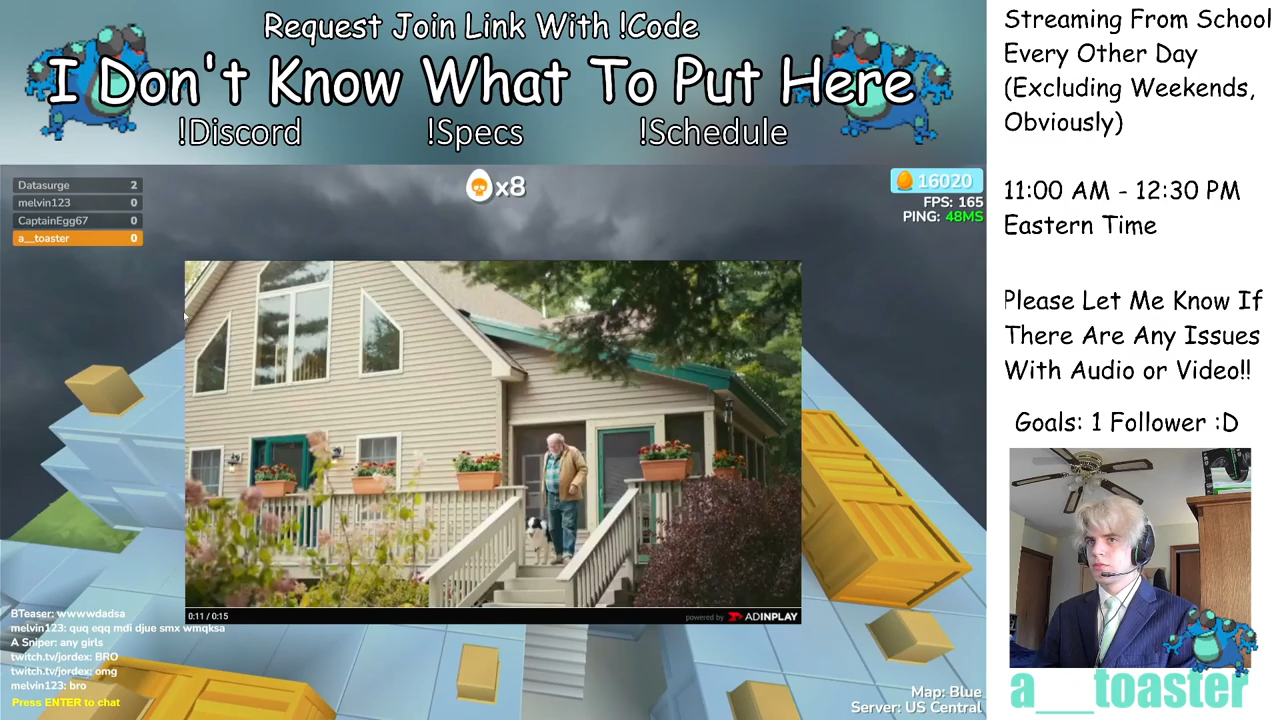 Request Join Link With !Code
I Don't Know What To Put Here
!Discord !Specs !Schedule
Streaming From School
Every Other Day
(Excluding Weekends,
Obviously)
11:00 AM - 12:30 PM
Eastern Time
Please Let Me Know If
There Are Any Issues
With Audio or Video!!
Goals: 1 Follower :D
a__toaster
Datasurge 2
melvin123 0
CaptainEgg67 0
a__toaster 0
x8
16020
FPS: 165
PING: 48MS
0:11 / 0:15
powered by ADINPLAY
BTeaser: wwwwdadsa
melvin123: quq eqq mdi djue smx wmqksa
A Sniper: any girls
twitch.tv/jordex: BRO
twitch.tv/jordex: omg
melvin123: bro
Press ENTER to chat
Map: Blue
Server: US Central